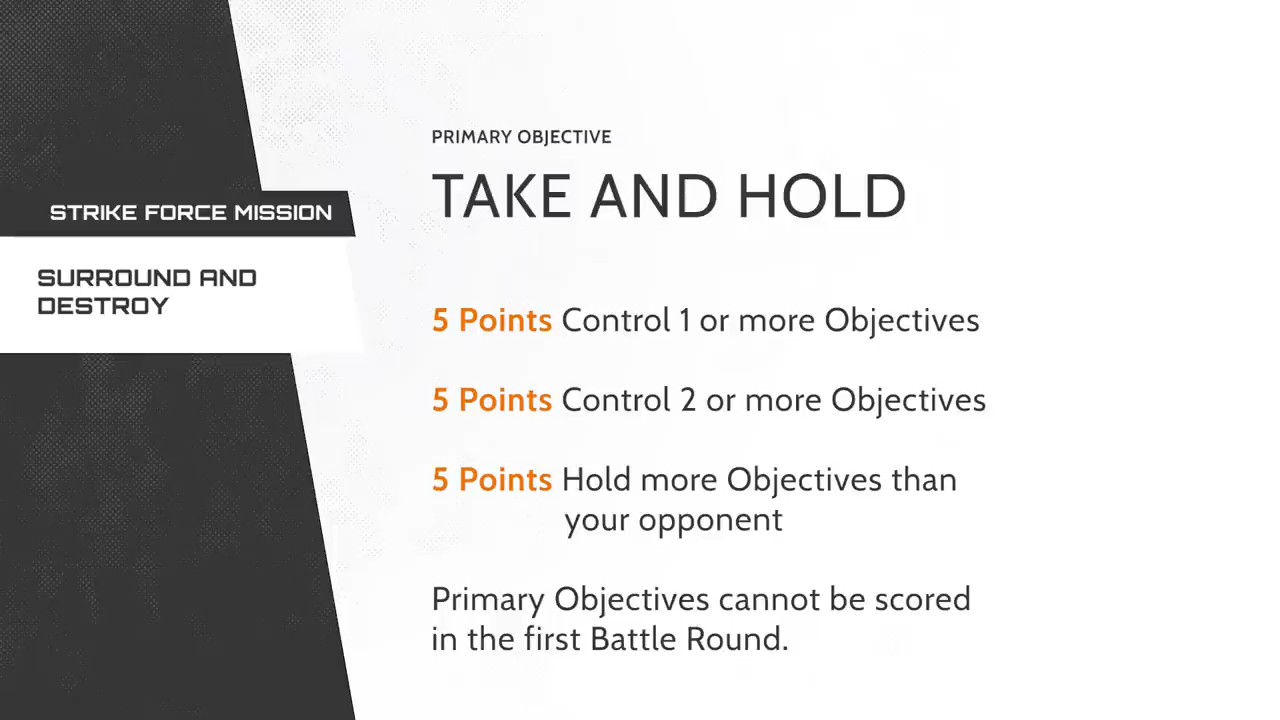 STRIKE FORCE MISSION
SURROUND AND
DESTROY
PRIMARY OBJECTIVE
TAKE AND HOLD
5 Points Control 1 or more Objectives
5 Points Control 2 or more Objectives
5 Points Hold more Objectives than
your opponent
Primary Objectives cannot be scored
in the first Battle Round.